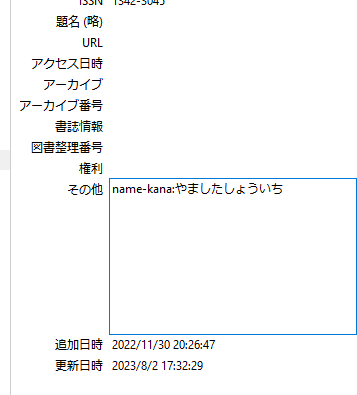 ISSN 1342-3045
題名 (略)
URL
アクセス日時
アーカイブ
アーカイブ番号
書誌情報
図書整理番号
権利
その他 name-kana:やましたしょういち
追加日時 2022/11/30 20:26:47
更新日時 2023/8/2 17:32:29